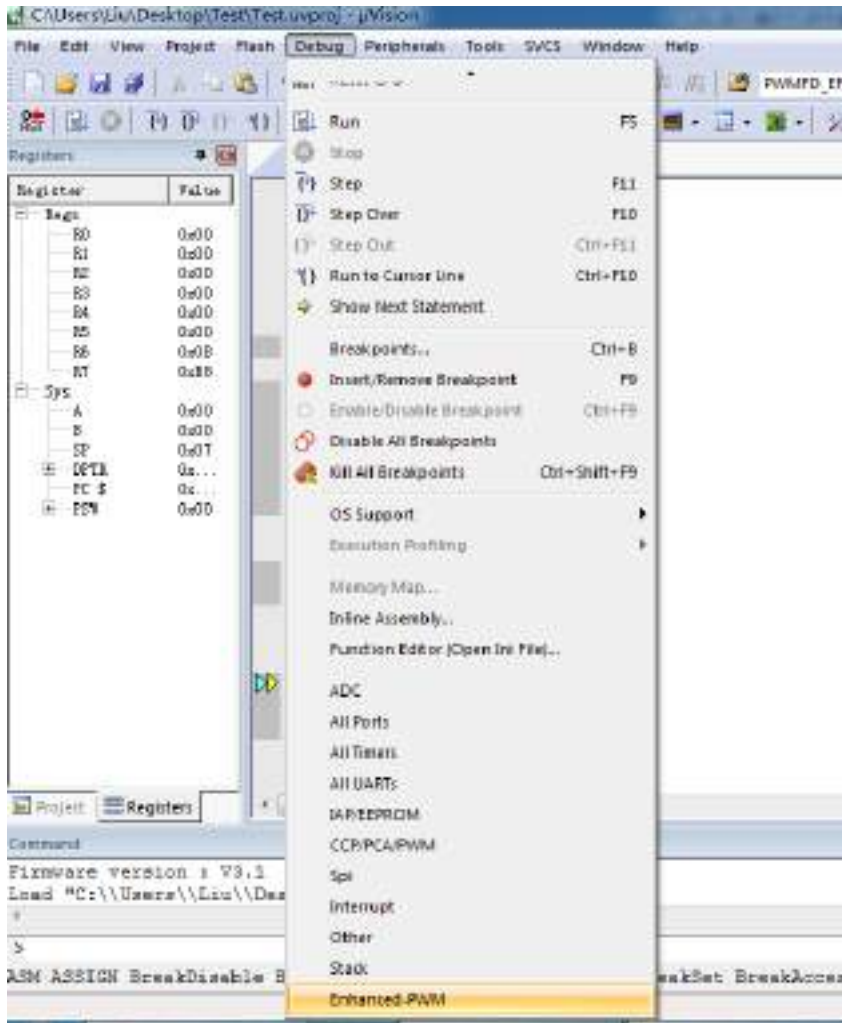 C:\Users\Liu\Desktop\Test\Test.uvproj - µVision
File Edit View Project Flash Debug Peripherals Tools SVCS Window Help
PWMFD_EP
Run F5
Stop
Registers
Step F11
Register Value
Step Over F10
Regs
R0 0x00
Step Out Ctrl+F11
R1 0x00
R2 0x00
Run to Cursor Line Ctrl+F10
R3 0x00
R4 0x00
Show Next Statement
R5 0x00
R6 0x0B
Breakpoints... Ctrl+B
R7
Insert/Remove Breakpoint F9
Sys
A 0x00
Enable/Disable Breakpoint Ctrl+F9
B 0x00
SP 0x07
Disable All Breakpoints
DPTR 0x...
Kill All Breakpoints Ctrl+Shift+F9
PC $ 0x...
PSW 0x00
OS Support
Execution Profiling
Memory Map...
Inline Assembly...
Function Editor (Open Ini File)...
ADC
All Ports
All Timers
All UARTs
IAP/EEPROM
CCP/PCA/PWM
Spi
Interrupt
Other
Stack
Enhanced-PWM
Project Registers
Command
Firmware version : V3.1
Load "C:\\Users\\Liu\\Des
>
ASM ASSIGN BreakDisable B eakSet BreakAcces